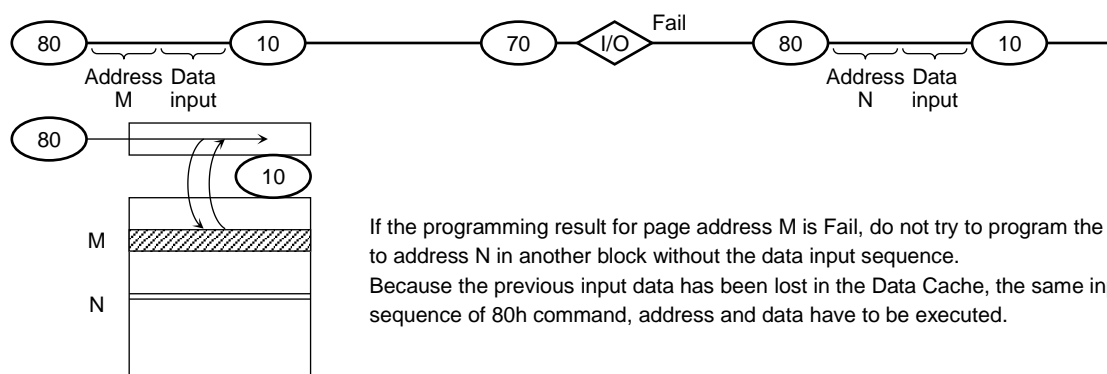 Fail
80 10 70 I/O 80 10
Address Data Address Data
M input N input
80
10
M
N
If the programming result for page address M is Fail, do not try to program the
to address N in another block without the data input sequence.
Because the previous input data has been lost in the Data Cache, the same in
sequence of 80h command, address and data have to be executed.